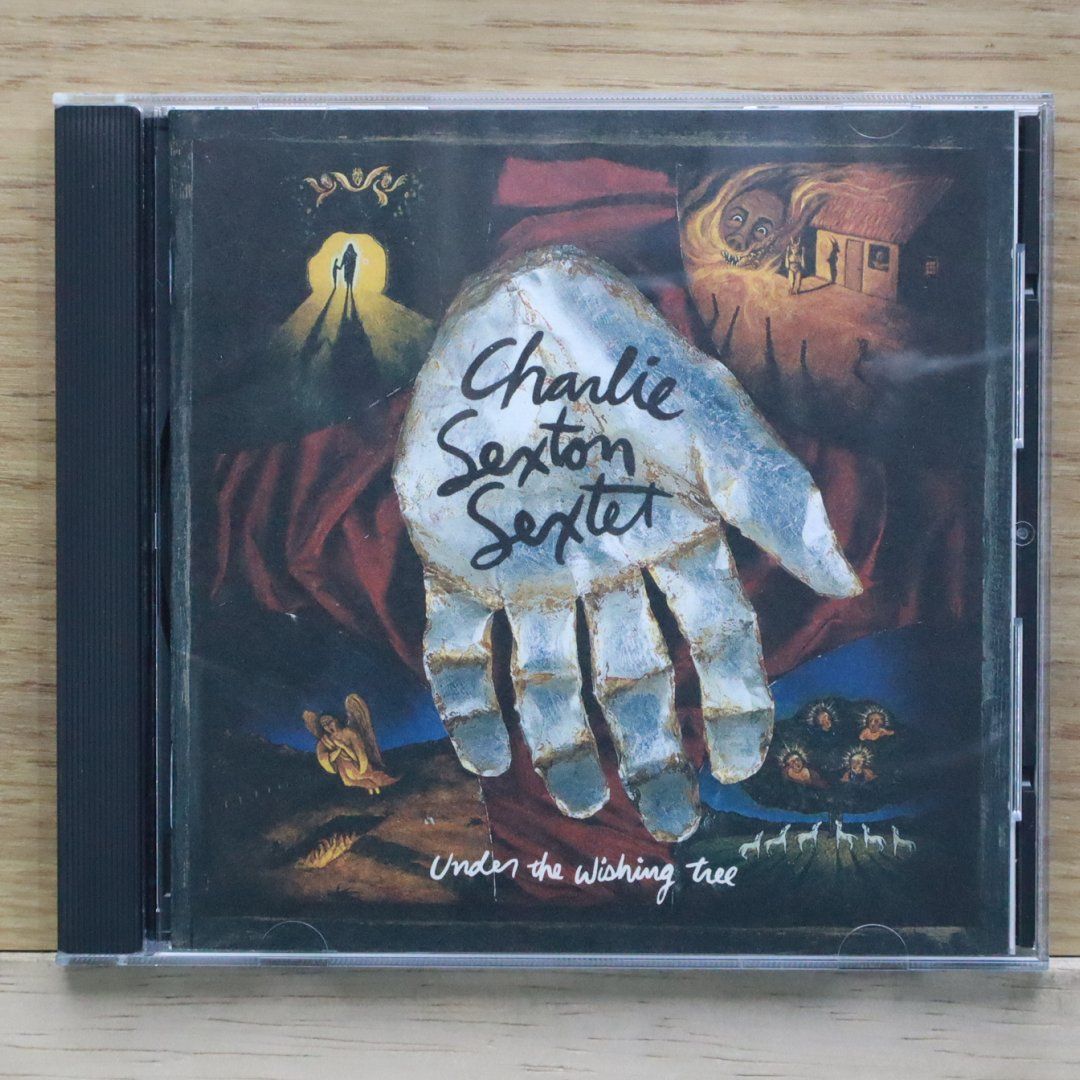 Charlie
Sexton
Sextet
Under the Wishing tree